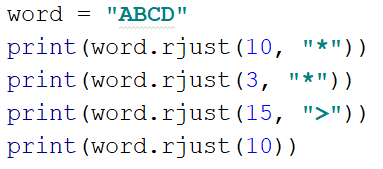 word = "ABCD"
print(word.rjust(10, "*"))
print(word.rjust(3, "*"))
print(word.rjust(15, ">"))
print(word.rjust(10))